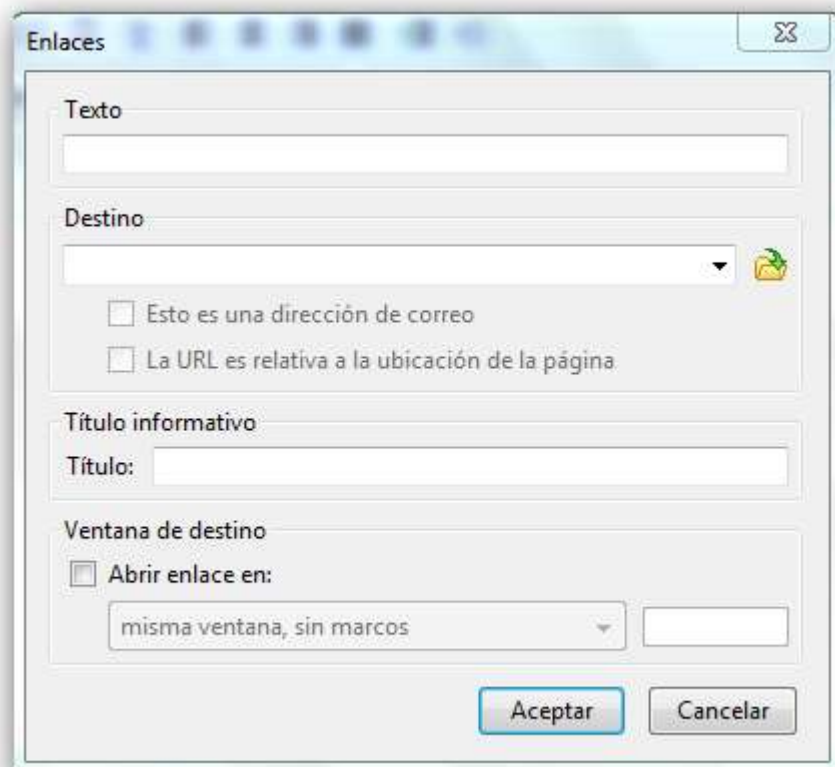 Enlaces
Texto
Destino
Esto es una dirección de correo
La URL es relativa a la ubicación de la página
Título informativo
Título:
Ventana de destino
Abrir enlace en:
misma ventana, sin marcos
Aceptar Cancelar